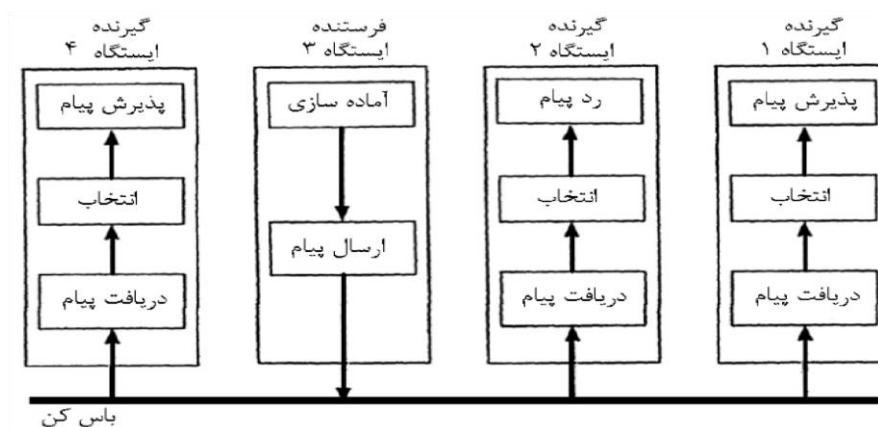 گیرنده
ایستگاه ۱
پذیرش پیام
انتخاب
دریافت پیام
گیرنده
ایستگاه ۲
رد پیام
انتخاب
دریافت پیام
فرستنده
ایستگاه ۳
آماده سازی
ارسال پیام
گیرنده
ایستگاه ۴
پذیرش پیام
انتخاب
دریافت پیام
باس کن